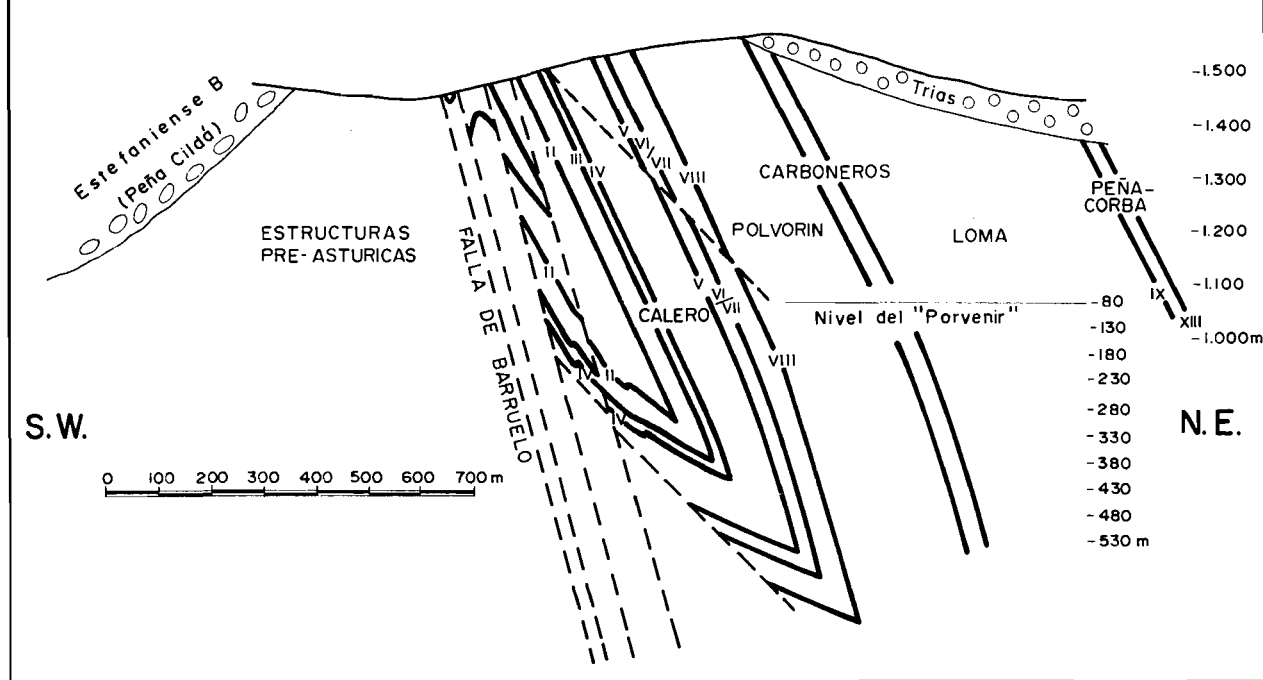 Estefaniense B
(Peña Cildá)
ESTRUCTURAS
PRE-ASTURICAS
FALLA DE BARRUELO
II
III
IV
V
VI/VII
VIII
II
IV
II
IV
CALERO
V
VI/VII
VIII
CARBONEROS
POLVORIN
LOMA
Trias
PEÑA-
CORBA
IX
XIII
Nivel del "Porvenir"
-1.500
-1.400
-1.300
-1.200
-1.100
-1.000m
-80
-130
-180
-230
-280
-330
-380
-430
-480
-530 m
S.W.
N.E.
0 100 200 300 400 500 600 700 m